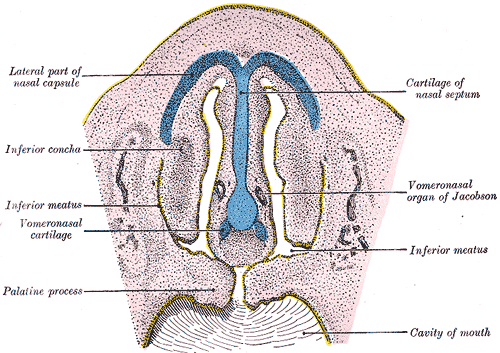 Lateral part of
nasal capsule
Cartilage of
nasal septum
Inferior concha
Vomeronasal
organ of Jacobson
Inferior meatus
Vomeronasal
cartilage
Inferior meatus
Palatine process
Cavity of mouth